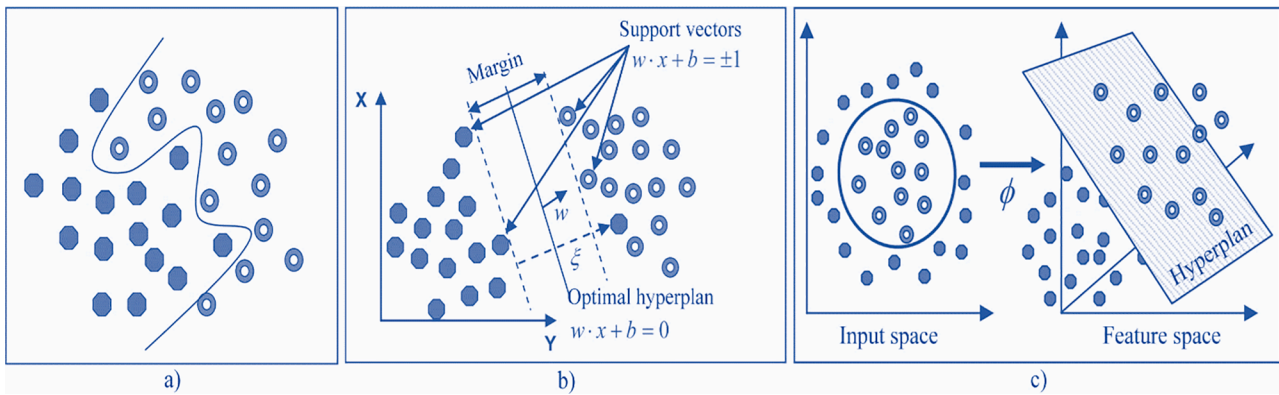 Support vectors
w · x + b = ±1
Margin
X
w
ξ
Optimal hyperplan
w · x + b = 0
Y
ϕ
Hyperplan
Input space
Feature space
a)
b)
c)